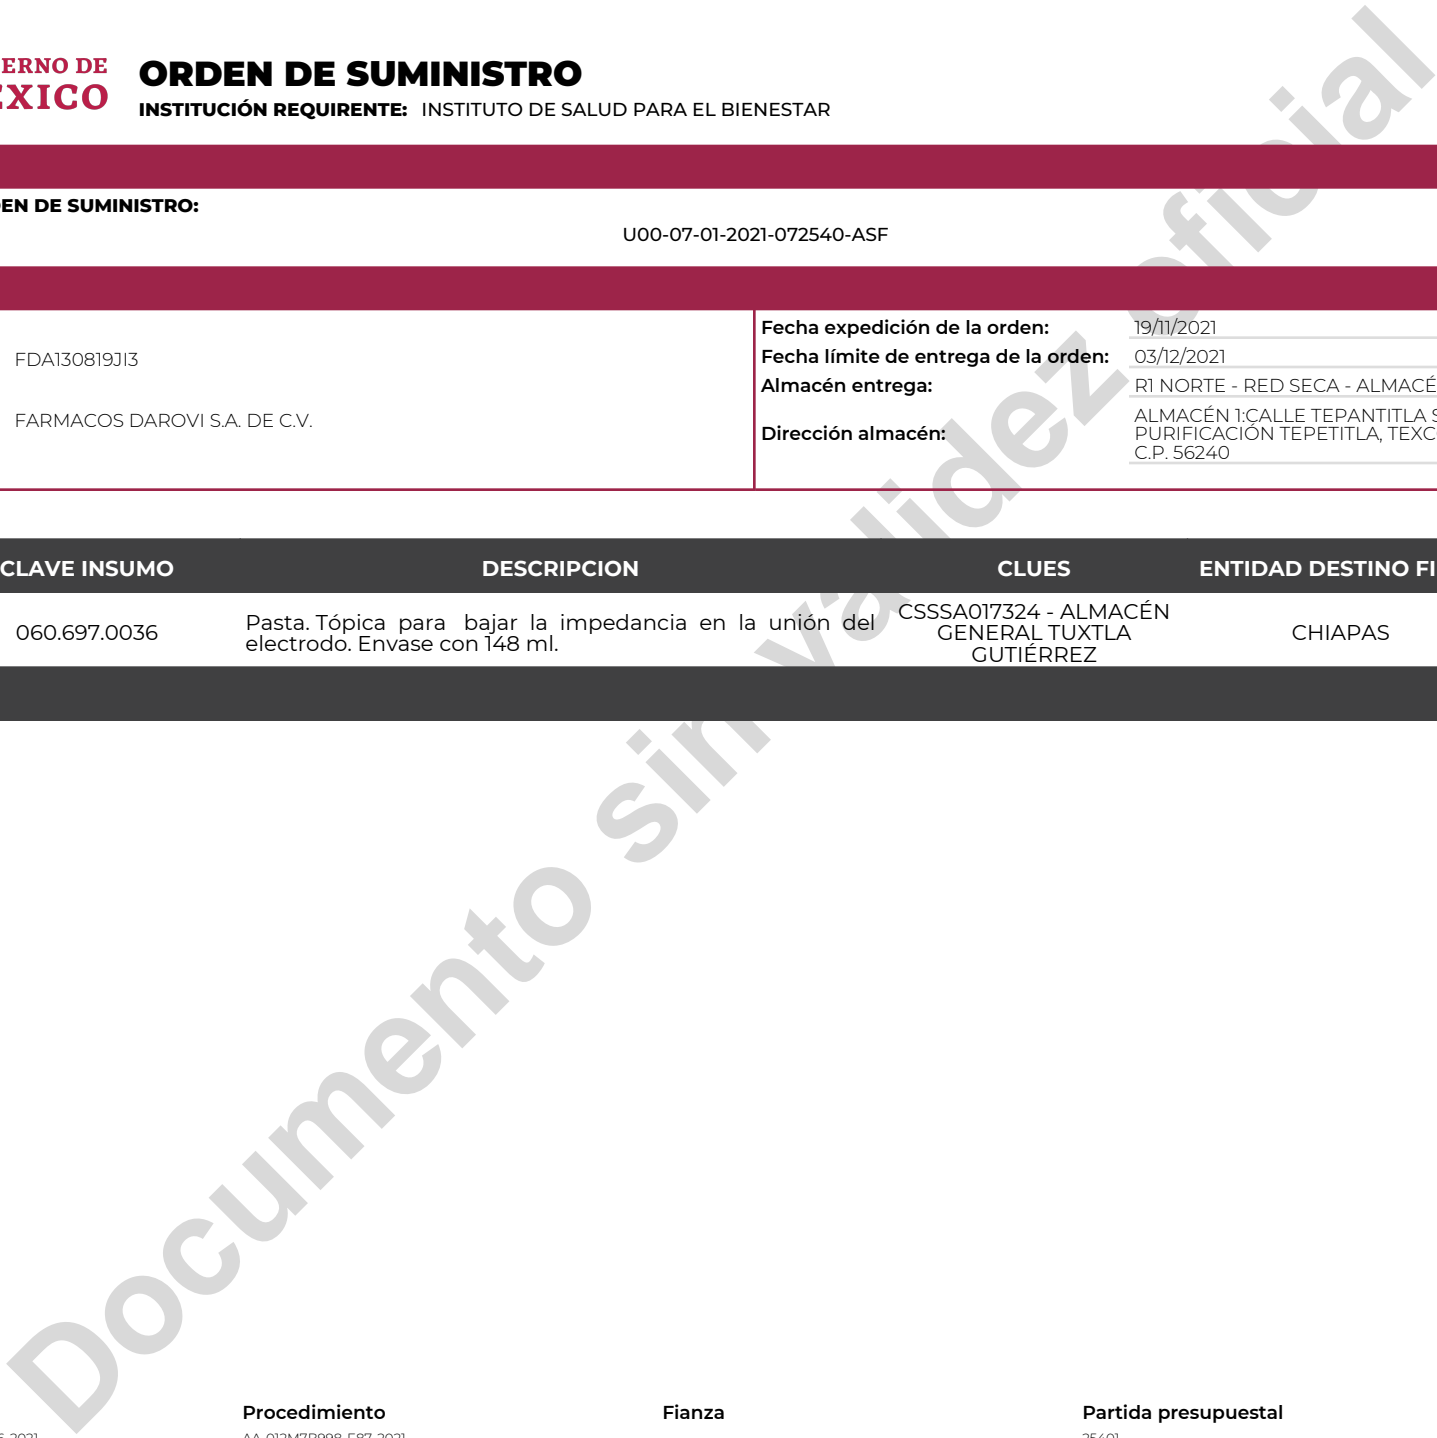 ERNO DE
EXICO
ORDEN DE SUMINISTRO
INSTITUCIÓN REQUIRENTE: INSTITUTO DE SALUD PARA EL BIENESTAR
EN DE SUMINISTRO:
U00-07-01-2021-072540-ASF
FDA130819JI3
FARMACOS DAROVI S.A. DE C.V.
Fecha expedición de la orden: 19/11/2021
Fecha límite de entrega de la orden: 03/12/2021
Almacén entrega: R1 NORTE - RED SECA - ALMACÉ
Dirección almacén:
ALMACÉN 1:CALLE TEPANTITLA S
PURIFICACIÓN TEPETITLA, TEXC
C.P. 56240
CLAVE INSUMO DESCRIPCION CLUES ENTIDAD DESTINO FI
060.697.0036
Pasta. Tópica para bajar la impedancia en la unión del
electrodo. Envase con 148 ml.
CSSSA017324 - ALMACÉN
GENERAL TUXTLA
GUTIÉRREZ
CHIAPAS
Documento sin validez oficial
Procedimiento Fianza Partida presupuestal